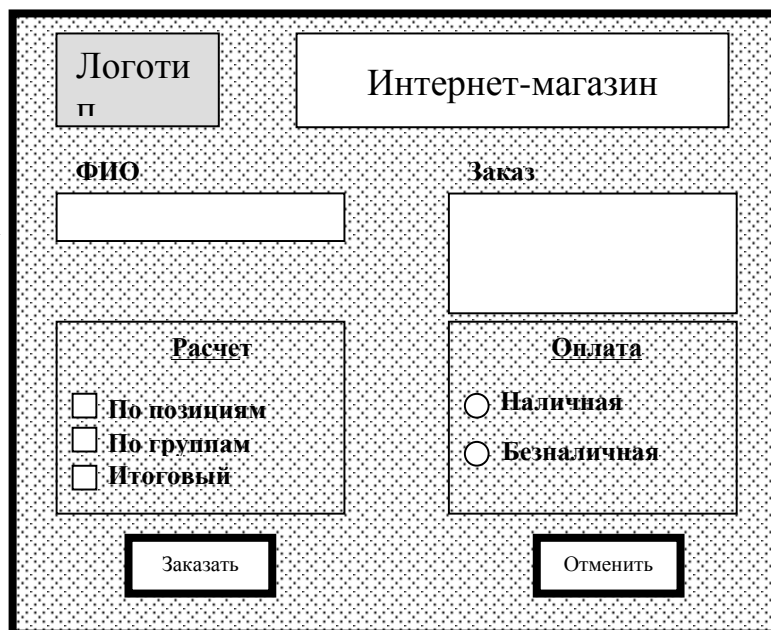 Логоти
п
Интернет-магазин
ФИО
Заказ
Расчет
По позициям
По группам
Итоговый
Оплата
Наличная
Безналичная
Заказать
Отменить